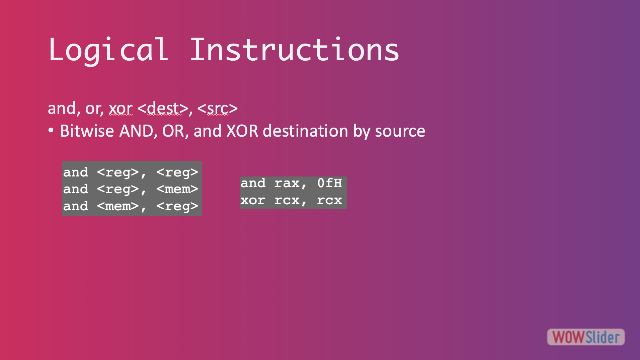 Logical Instructions
and, or, xor <dest>, <src>
• Bitwise AND, OR, and XOR destination by source
and <reg>, <reg>
and <reg>, <mem>
and <mem>, <reg>
and rax, 0fH
xor rcx, rcx
WOWSlider